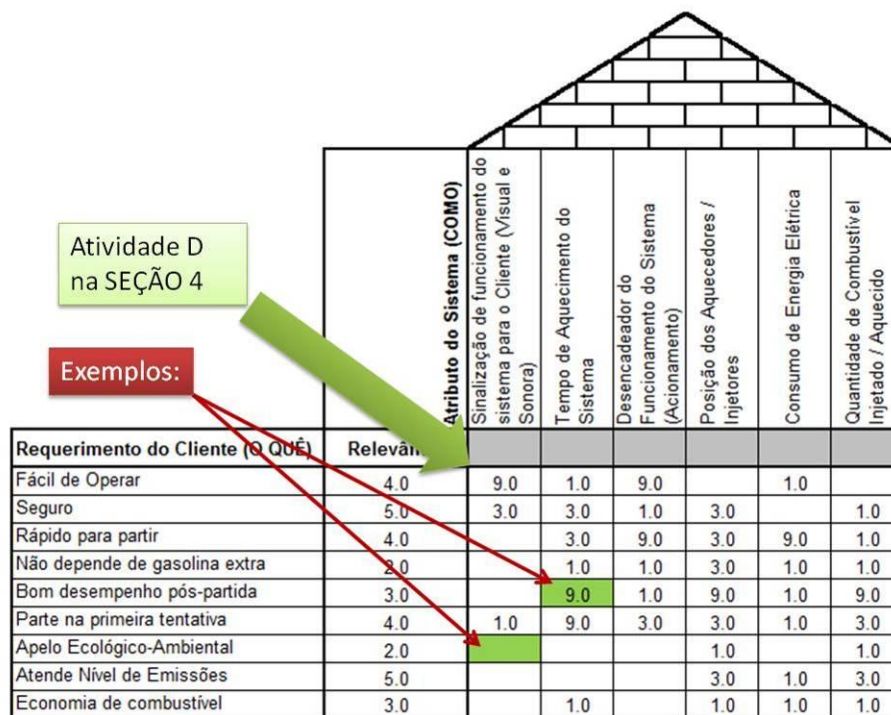 Atividade D
na SEÇÃO 4
Exemplos:
Atributo do Sistema (COMO)
Sinalização de funcionamento do
sistema para o Cliente (Visual e
Sonora)
Tempo de Aquecimento do
Sistema
Desencadeador do
Funcionamento do Sistema
(Acionamento)
Posição dos Aquecedores /
Injetores
Consumo de Energia Elétrica
Quantidade de Combustível
Injetado / Aquecido
Requerimento do Cliente (O QUÊ) Relevân
Fácil de Operar 4.0 9.0 1.0 9.0 1.0
Seguro 5.0 3.0 3.0 1.0 3.0 1.0
Rápido para partir 4.0 3.0 9.0 3.0 9.0 1.0
Não depende de gasolina extra 2.0 1.0 1.0 3.0 1.0 1.0
Bom desempenho pós-partida 3.0 9.0 1.0 9.0 1.0 9.0
Parte na primeira tentativa 4.0 1.0 9.0 3.0 3.0 1.0 3.0
Apelo Ecológico-Ambiental 2.0 1.0 1.0
Atende Nível de Emissões 5.0 3.0 1.0 3.0
Economia de combustível 3.0 1.0 1.0 1.0 1.0